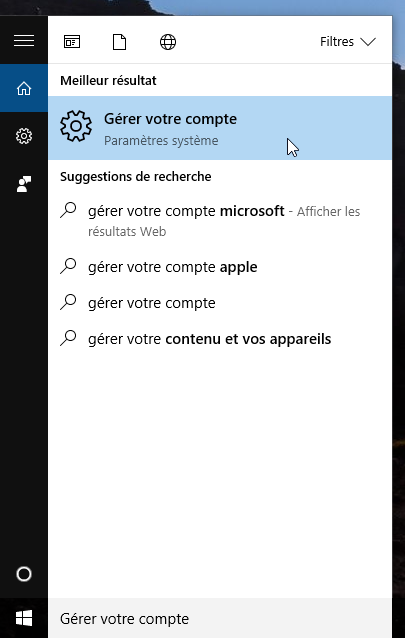 Filtres
Meilleur résultat
Gérer votre compte
Paramètres système
Suggestions de recherche
gérer votre compte microsoft - Afficher les
résultats Web
gérer votre compte apple
gérer votre compte
gérer votre contenu et vos appareils
Gérer votre compte